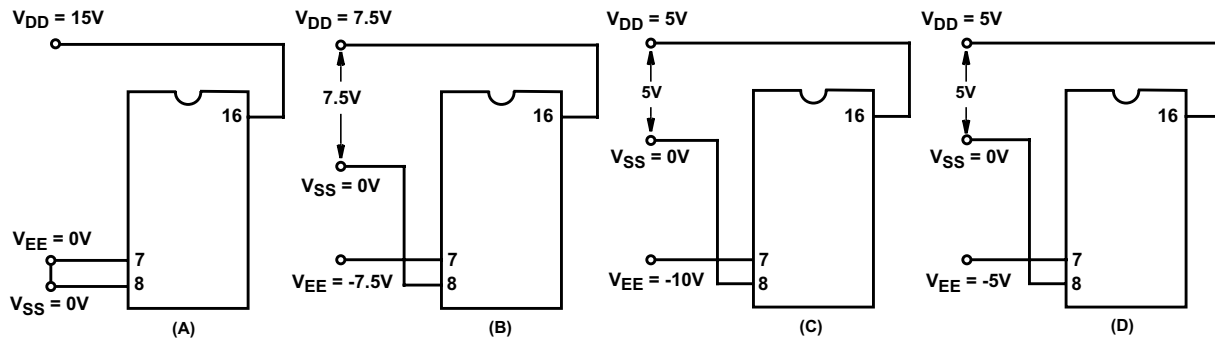 VDD = 15V
16
VEE = 0V
7
8
VSS = 0V
(A)
VDD = 7.5V
7.5V
16
VSS = 0V
7
VEE = -7.5V
8
(B)
VDD = 5V
5V
16
VSS = 0V
7
VEE = -10V
8
(C)
VDD = 5V
5V
16
VSS = 0V
7
VEE = -5V
8
(D)